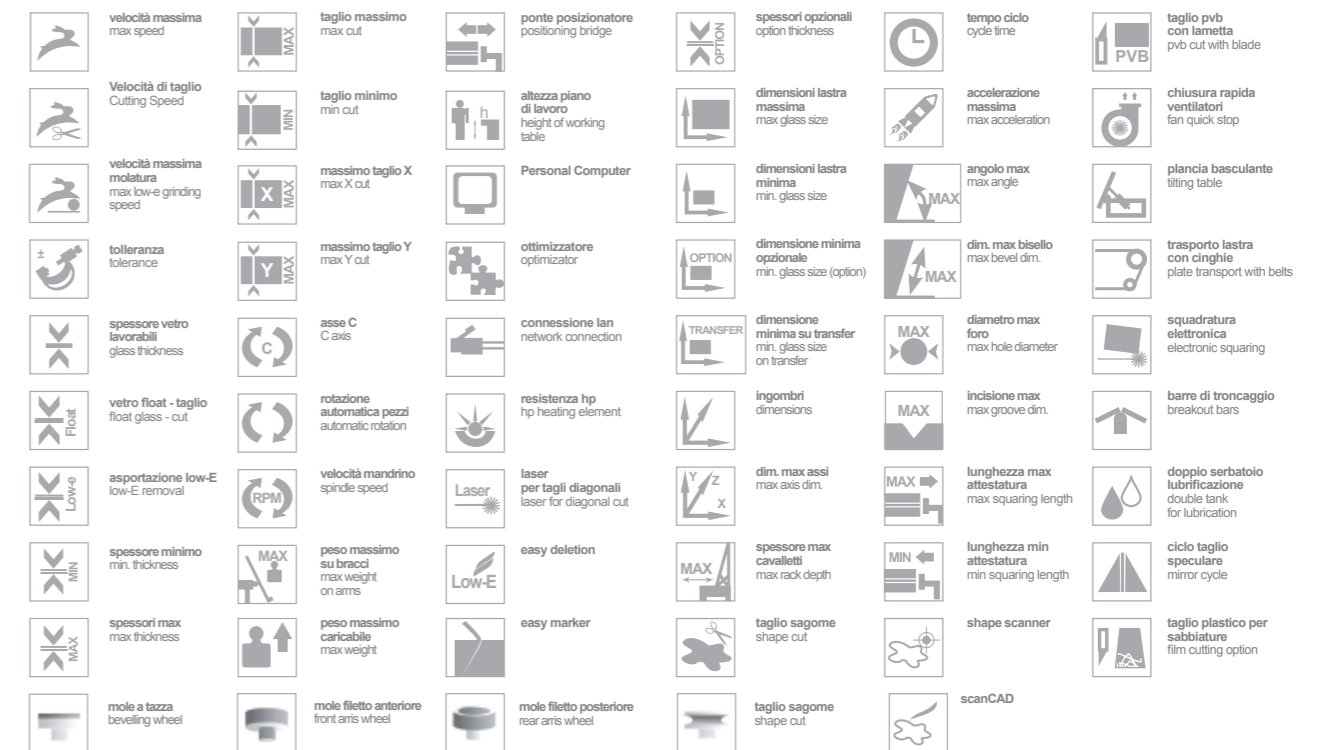 velocità massima
max speed
MAX
taglio massimo
max cut
ponte posizionatore
positioning bridge
OPTION
spessori opzionali
option thickness
tempo ciclo
cycle time
PVB
taglio pvb
con lametta
pvb cut with blade
Velocità di taglio
Cutting Speed
MIN
taglio minimo
min cut
h
altezza piano
di lavoro
height of working
table
dimensioni lastra
massima
max glass size
accelerazione
massima
max acceleration
chiusura rapida
ventilatori
fan quick stop
velocità massima
molatura
max low-e grinding
speed
X
MAX
massimo taglio X
max X cut
Personal Computer
dimensioni lastra
minima
min. glass size
MAX
angolo max
max angle
plancia basculante
tilting table
±
tolleranza
tolerance
Y
MAX
massimo taglio Y
max Y cut
ottimizzatore
optimizator
OPTION
dimensione minima
opzionale
min. glass size (option)
MAX
dim. max bisello
max bevel dim.
trasporto lastra
con cinghie
plate transport with belts
spessore vetro
lavorabili
glass thickness
C
asse C
C axis
connessione lan
network connection
TRANSFER
dimensione
minima su transfer
min. glass size
on transfer
MAX
diametro max
foro
max hole diameter
squadratura
elettronica
electronic squaring
Float
vetro float - taglio
float glass - cut
rotazione
automatica pezzi
automatic rotation
resistenza hp
hp heating element
ingombri
dimensions
MAX
incisione max
max groove dim.
barre di troncaggio
breakout bars
Low-e
asportazione low-E
low-E removal
RPM
velocità mandrino
spindle speed
Laser
laser
per tagli diagonali
laser for diagonal cut
Y
Z
X
dim. max assi
max axis dim.
MAX
lunghezza max
attestatura
max squaring length
doppio serbatoio
lubrificazione
double tank
for lubrication
MIN
spessore minimo
min. thickness
MAX
peso massimo
su bracci
max weight
on arms
Low-E
easy deletion
MAX
spessore max
cavalletti
max rack depth
MIN
lunghezza min
attestatura
min squaring length
ciclo taglio
speculare
mirror cycle
MAX
spessori max
max thickness
peso massimo
caricabile
max weight
easy marker
taglio sagome
shape cut
shape scanner
taglio plastico per
sabbiature
film cutting option
mole a tazza
bevelling wheel
mole filetto anteriore
front arris wheel
mole filetto posteriore
rear arris wheel
taglio sagome
shape cut
scanCAD